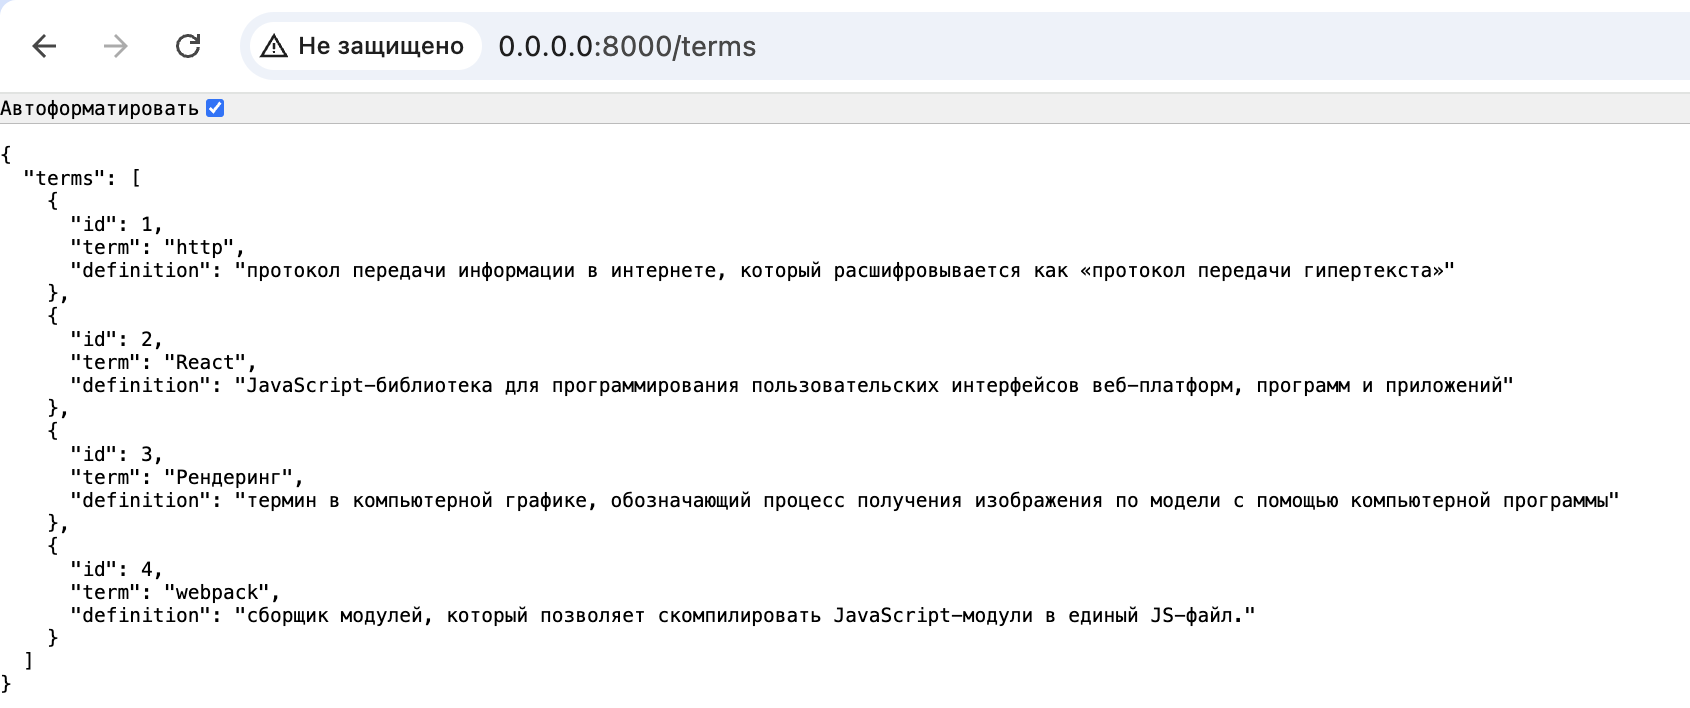 Не защищено 0.0.0.0:8000/terms
Автоформатировать
{
  "terms": [
    {
      "id": 1,
      "term": "http",
      "definition": "протокол передачи информации в интернете, который расшифровывается как «протокол передачи гипертекста»"
    },
    {
      "id": 2,
      "term": "React",
      "definition": "JavaScript-библиотека для программирования пользовательских интерфейсов веб-платформ, программ и приложений"
    },
    {
      "id": 3,
      "term": "Рендеринг",
      "definition": "термин в компьютерной графике, обозначающий процесс получения изображения по модели с помощью компьютерной программы"
    },
    {
      "id": 4,
      "term": "webpack",
      "definition": "сборщик модулей, который позволяет скомпилировать JavaScript-модули в единый JS-файл."
    }
  ]
}